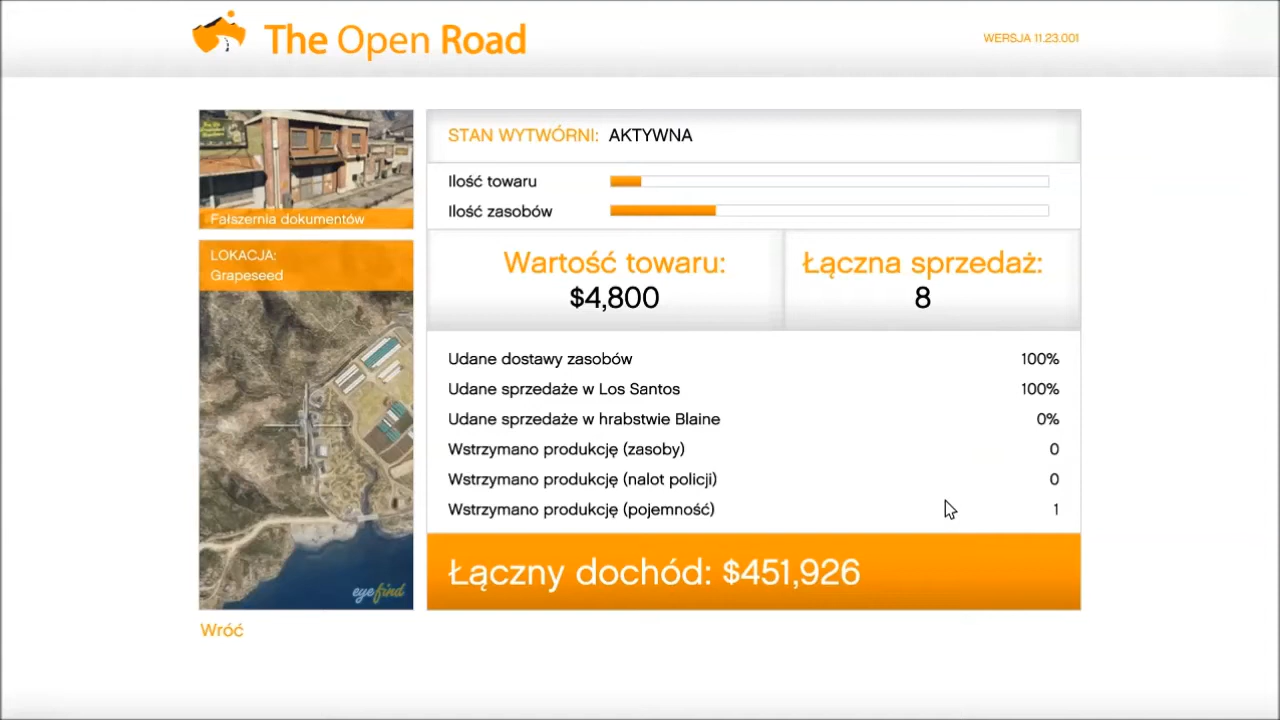 The Open Road
WERSJA 11.23.001
Fałszernia dokumentów
LOKACJA:
Grapeseed
eyefind
Wróć
STAN WYTWÓRNI: AKTYWNA
Ilość towaru
Ilość zasobów
Wartość towaru:
$4,800
Łączna sprzedaż:
8
Udane dostawy zasobów 100%
Udane sprzedaże w Los Santos 100%
Udane sprzedaże w hrabstwie Blaine 0%
Wstrzymano produkcję (zasoby) 0
Wstrzymano produkcję (nalot policji) 0
Wstrzymano produkcję (pojemność) 1
Łączny dochód: $451,926